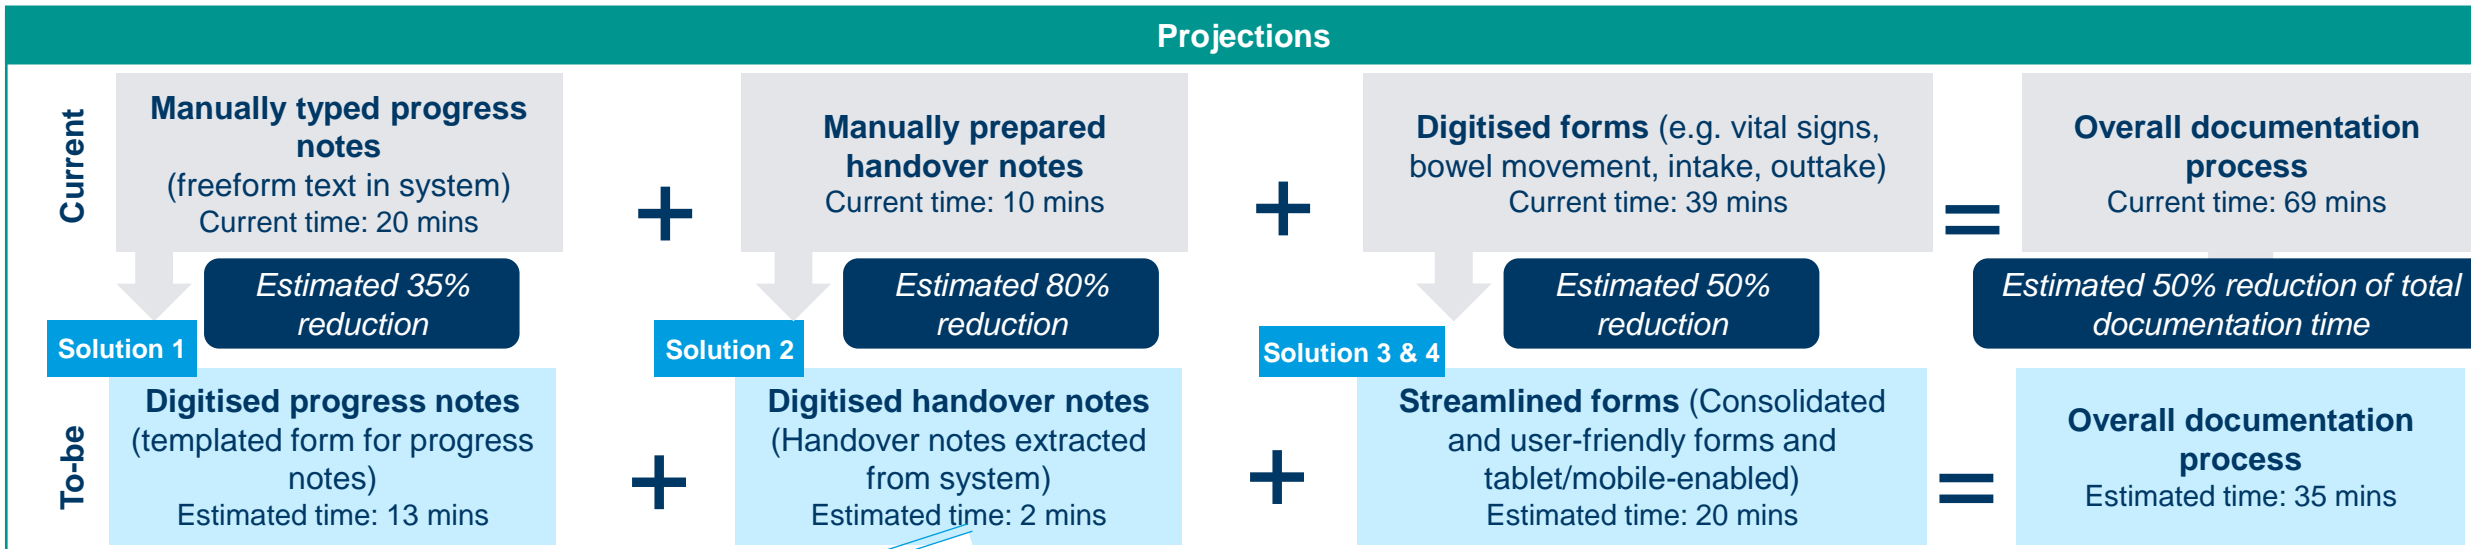 Projections
Current
Manually typed progress
notes
(freeform text in system)
Current time: 20 mins
+
Manually prepared
handover notes
Current time: 10 mins
+
Digitised forms (e.g. vital signs,
bowel movement, intake, outtake)
Current time: 39 mins
=
Overall documentation
process
Current time: 69 mins
Estimated 35%
reduction
Estimated 80%
reduction
Estimated 50%
reduction
Estimated 50% reduction of total
documentation time
Solution 1
Solution 2
Solution 3 & 4
To-be
Digitised progress notes
(templated form for progress
notes)
Estimated time: 13 mins
+
Digitised handover notes
(Handover notes extracted
from system)
Estimated time: 2 mins
+
Streamlined forms (Consolidated
and user-friendly forms and
tablet/mobile-enabled)
Estimated time: 20 mins
=
Overall documentation
process
Estimated time: 35 mins